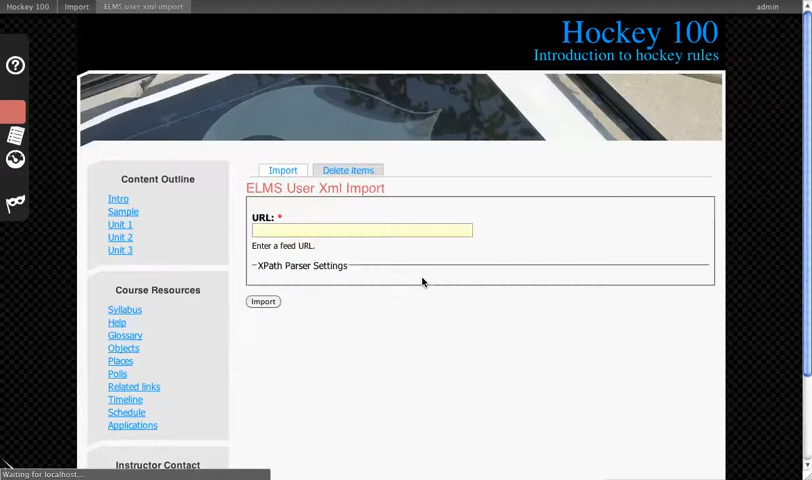 Hockey 100
Import
ELMS user xml import
admin
Hockey 100
Introduction to hockey rules
Content Outline
Intro
Sample
Unit 1
Unit 2
Unit 3
Course Resources
Syllabus
Help
Glossary
Objects
Places
Polls
Related links
Timeline
Schedule
Applications
Instructor Contact
Import
Delete items
ELMS User Xml Import
URL: *
Enter a feed URL.
XPath Parser Settings
Import
Waiting for localhost...